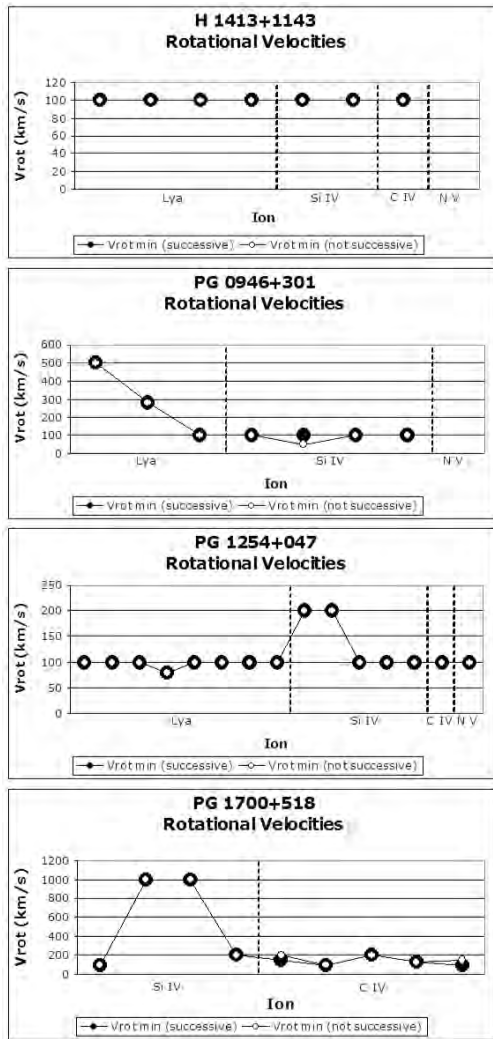 H 1413+1143
Rotational Velocities
Vrot (km/s)
120
100
80
60
40
20
0
Lya Si IV C IV N V
Ion
Vrot min (successive) Vrot min (not successive)
PG 0946+301
Rotational Velocities
Vrot (km/s)
600
500
400
300
200
100
0
Lya Si IV N V
Ion
Vrot min (successive) Vrot min (not successive)
PG 1254+047
Rotational Velocities
Vrot (km/s)
250
200
150
100
50
0
Lya Si IV C IV N V
Ion
Vrot min (successive) Vrot min (not successive)
PG 1700+518
Rotational Velocities
Vrot (km/s)
1200
1000
800
600
400
200
0
Si IV C IV
Ion
Vrot min (successive) Vrot min (not successive)